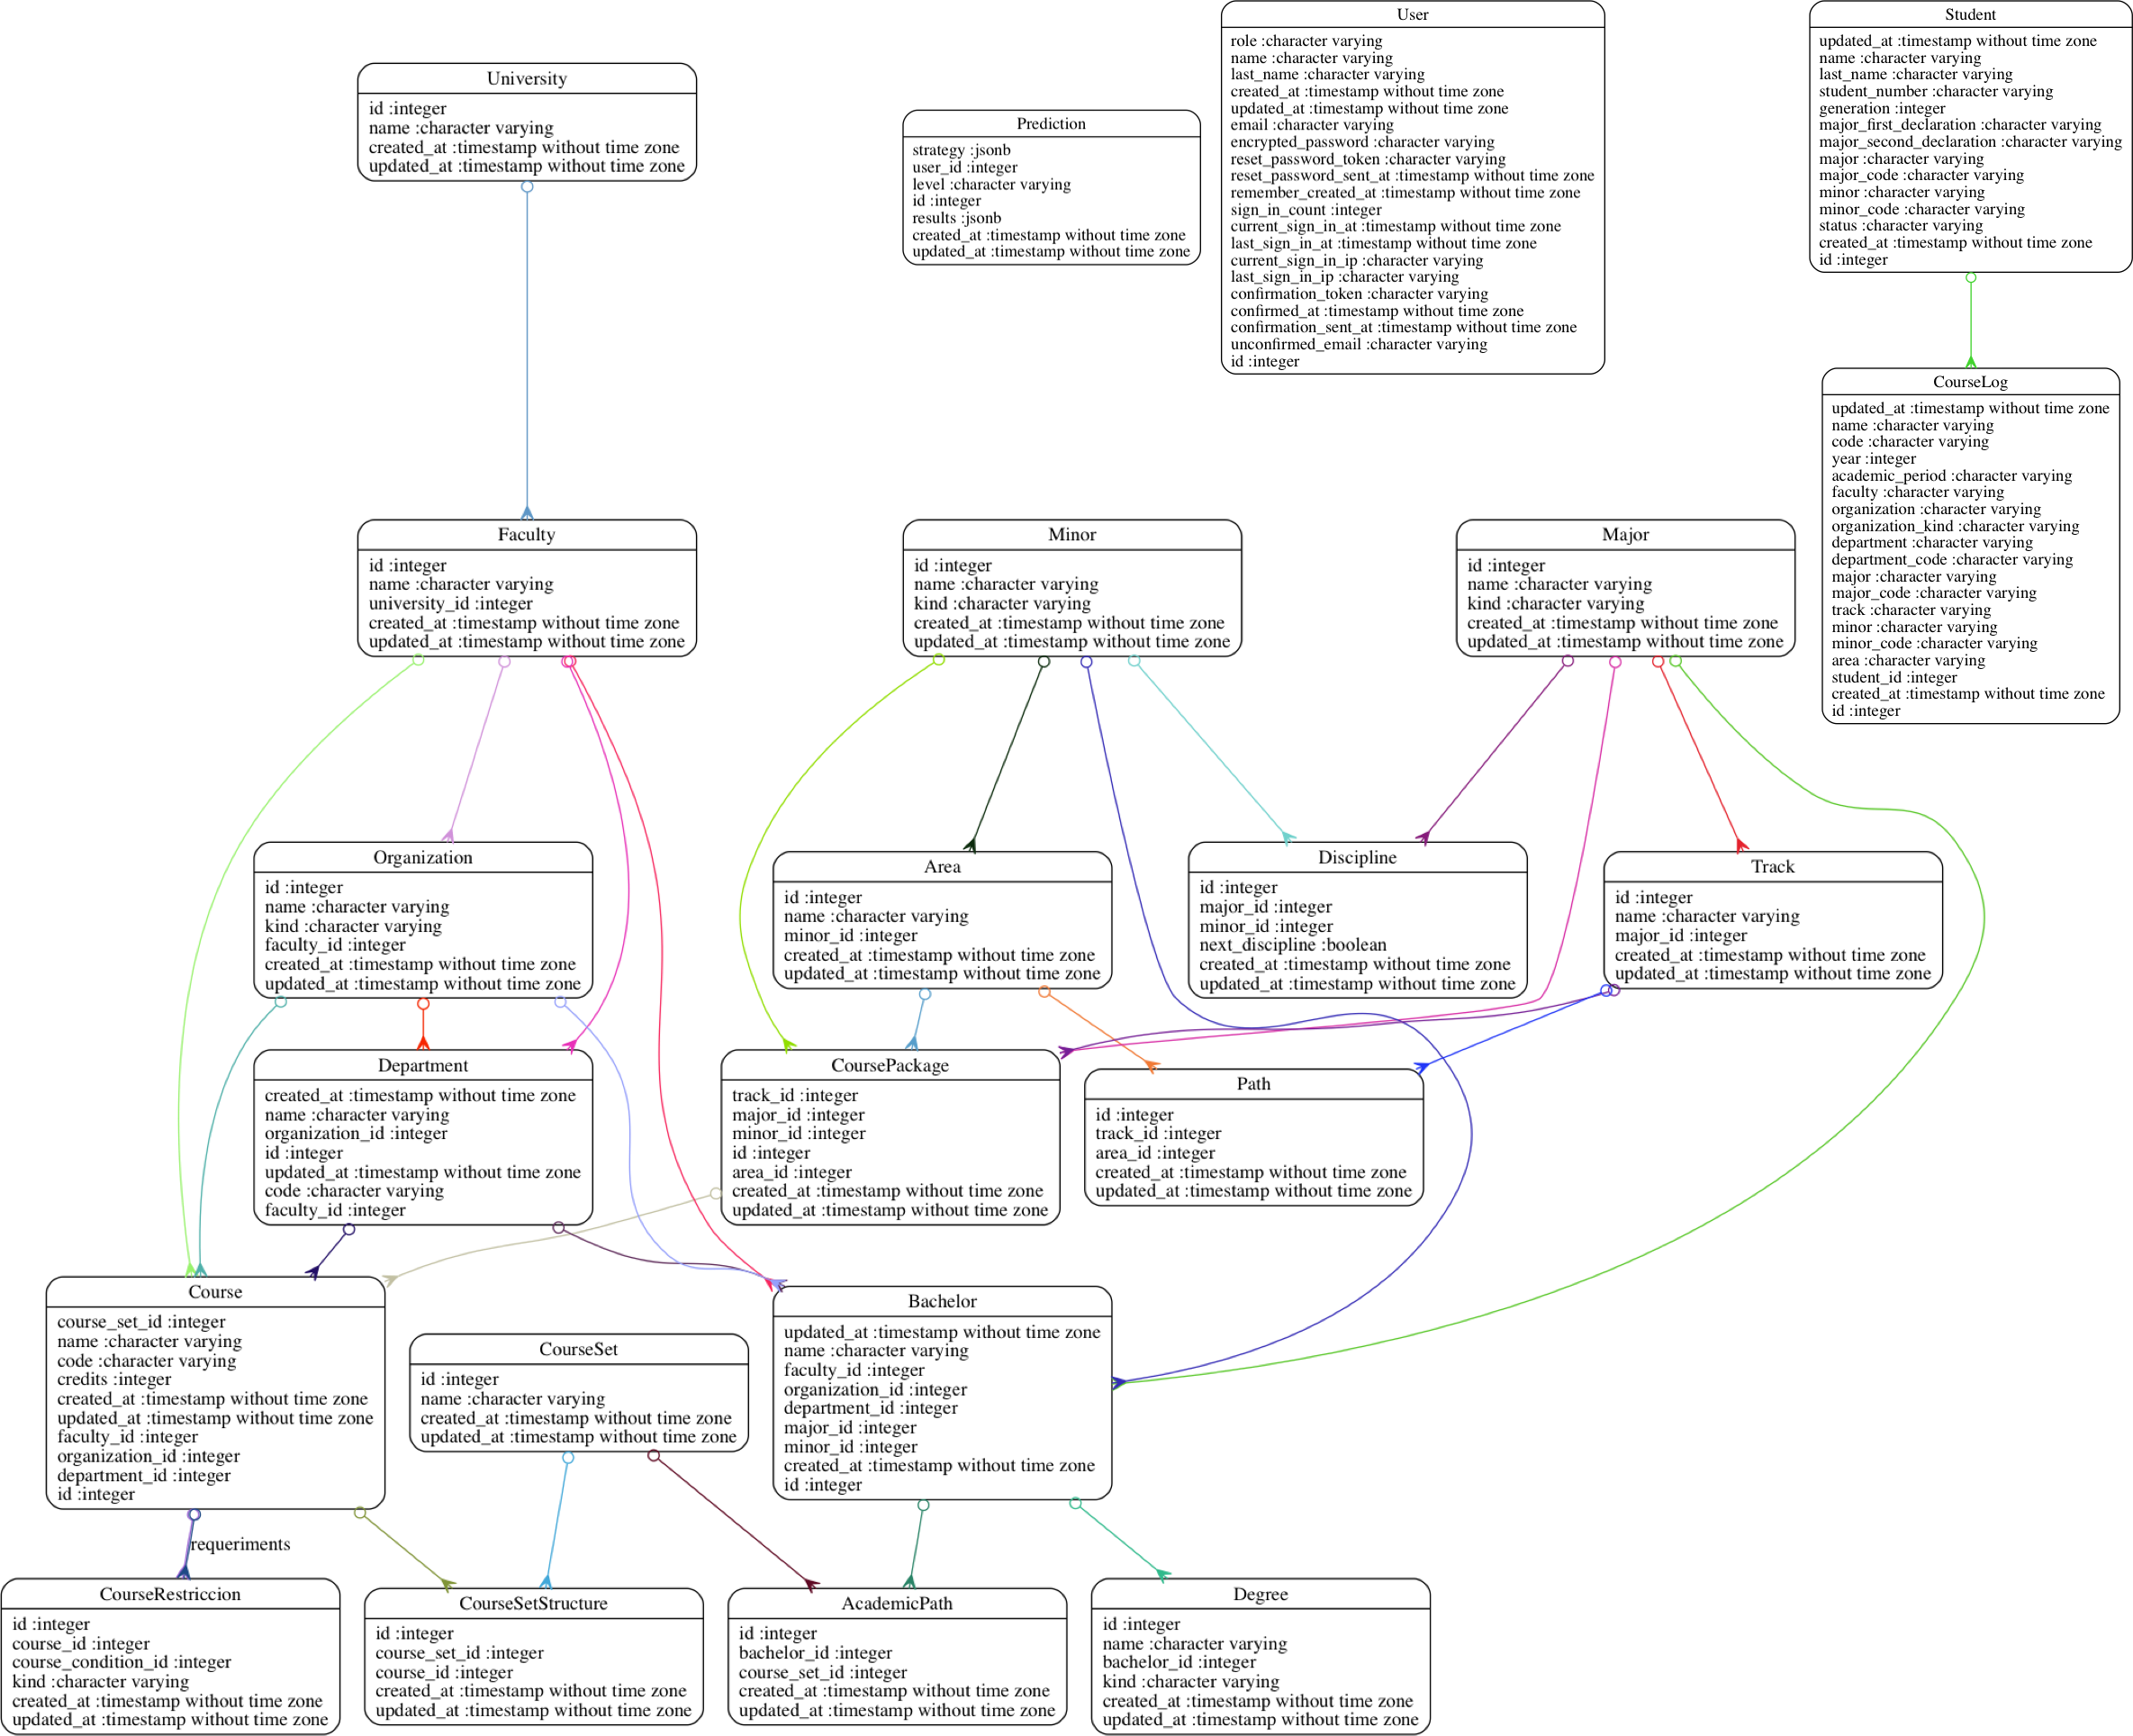 User
role :character varying
name :character varying
last_name :character varying
created_at :timestamp without time zone
updated_at :timestamp without time zone
email :character varying
encrypted_password :character varying
reset_password_token :character varying
reset_password_sent_at :timestamp without time zone
remember_created_at :timestamp without time zone
sign_in_count :integer
current_sign_in_at :timestamp without time zone
last_sign_in_at :timestamp without time zone
current_sign_in_ip :character varying
last_sign_in_ip :character varying
confirmation_token :character varying
confirmed_at :timestamp without time zone
confirmation_sent_at :timestamp without time zone
unconfirmed_email :character varying
id :integer
Student
updated_at :timestamp without time zone
name :character varying
last_name :character varying
student_number :character varying
generation :integer
major_first_declaration :character varying
major_second_declaration :character varying
major :character varying
major_code :character varying
minor :character varying
minor_code :character varying
status :character varying
created_at :timestamp without time zone
id :integer
University
id :integer
name :character varying
created_at :timestamp without time zone
updated_at :timestamp without time zone
Prediction
strategy :jsonb
user_id :integer
level :character varying
id :integer
results :jsonb
created_at :timestamp without time zone
updated_at :timestamp without time zone
CourseLog
updated_at :timestamp without time zone
name :character varying
code :character varying
year :integer
academic_period :character varying
faculty :character varying
organization :character varying
organization_kind :character varying
department :character varying
department_code :character varying
major :character varying
major_code :character varying
track :character varying
minor :character varying
minor_code :character varying
area :character varying
student_id :integer
created_at :timestamp without time zone
id :integer
Faculty
id :integer
name :character varying
university_id :integer
created_at :timestamp without time zone
updated_at :timestamp without time zone
Minor
id :integer
name :character varying
kind :character varying
created_at :timestamp without time zone
updated_at :timestamp without time zone
Major
id :integer
name :character varying
kind :character varying
created_at :timestamp without time zone
updated_at :timestamp without time zone
Organization
id :integer
name :character varying
kind :character varying
faculty_id :integer
created_at :timestamp without time zone
updated_at :timestamp without time zone
Area
id :integer
name :character varying
minor_id :integer
created_at :timestamp without time zone
updated_at :timestamp without time zone
Discipline
id :integer
major_id :integer
minor_id :integer
next_discipline :boolean
created_at :timestamp without time zone
updated_at :timestamp without time zone
Track
id :integer
name :character varying
major_id :integer
created_at :timestamp without time zone
updated_at :timestamp without time zone
Department
created_at :timestamp without time zone
name :character varying
organization_id :integer
id :integer
updated_at :timestamp without time zone
code :character varying
faculty_id :integer
CoursePackage
track_id :integer
major_id :integer
minor_id :integer
id :integer
area_id :integer
created_at :timestamp without time zone
updated_at :timestamp without time zone
Path
id :integer
track_id :integer
area_id :integer
created_at :timestamp without time zone
updated_at :timestamp without time zone
Course
course_set_id :integer
name :character varying
code :character varying
credits :integer
created_at :timestamp without time zone
updated_at :timestamp without time zone
faculty_id :integer
organization_id :integer
department_id :integer
id :integer
CourseSet
id :integer
name :character varying
created_at :timestamp without time zone
updated_at :timestamp without time zone
Bachelor
updated_at :timestamp without time zone
name :character varying
faculty_id :integer
organization_id :integer
department_id :integer
major_id :integer
minor_id :integer
created_at :timestamp without time zone
id :integer
requeriments
CourseRestriccion
id :integer
course_id :integer
course_condition_id :integer
kind :character varying
created_at :timestamp without time zone
updated_at :timestamp without time zone
CourseSetStructure
id :integer
course_set_id :integer
course_id :integer
created_at :timestamp without time zone
updated_at :timestamp without time zone
AcademicPath
id :integer
bachelor_id :integer
course_set_id :integer
created_at :timestamp without time zone
updated_at :timestamp without time zone
Degree
id :integer
name :character varying
bachelor_id :integer
kind :character varying
created_at :timestamp without time zone
updated_at :timestamp without time zone